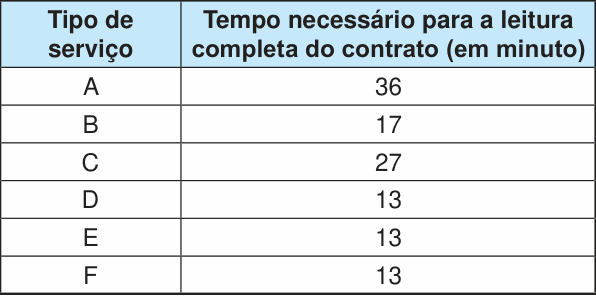 Tipo de serviço
Tempo necessário para a leitura completa do contrato (em minuto)
A 36
B 17
C 27
D 13
E 13
F 13